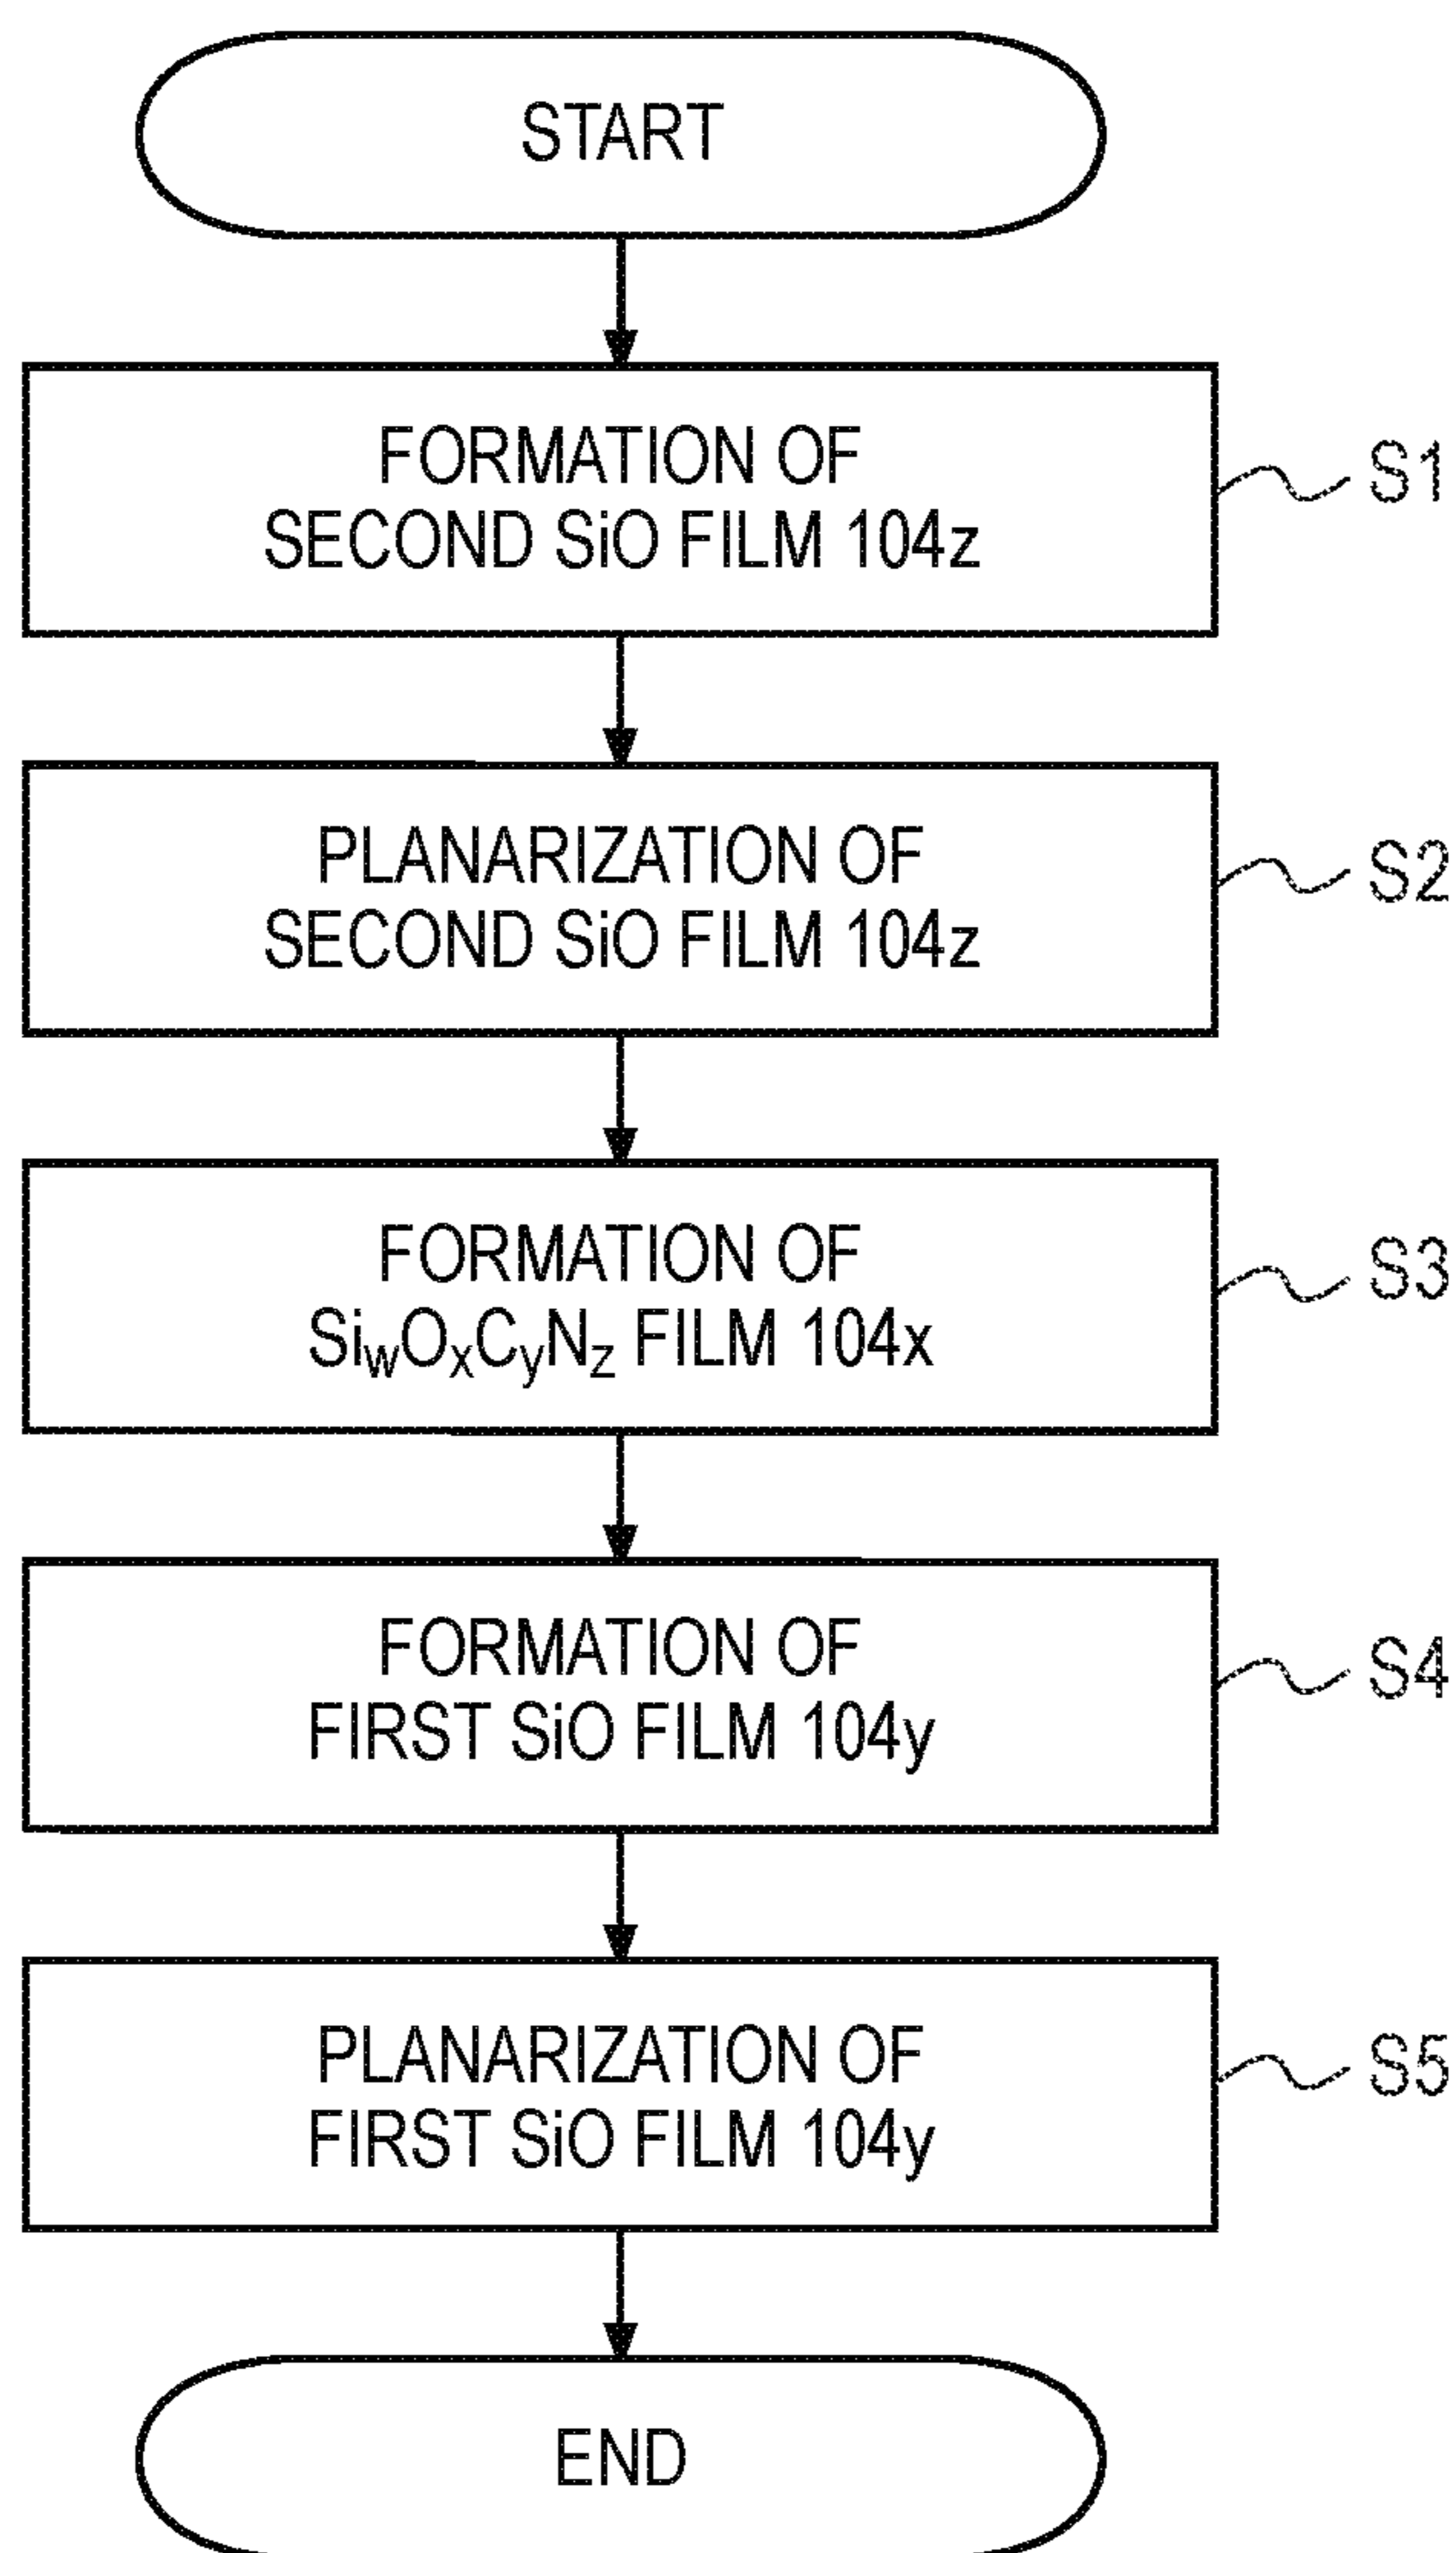 START
FORMATION OF
SECOND SiO FILM 104z
S1
PLANARIZATION OF
SECOND SiO FILM 104z
S2
FORMATION OF
SiwOxCyNz FILM 104x
S3
FORMATION OF
FIRST SiO FILM 104y
S4
PLANARIZATION OF
FIRST SiO FILM 104y
S5
END